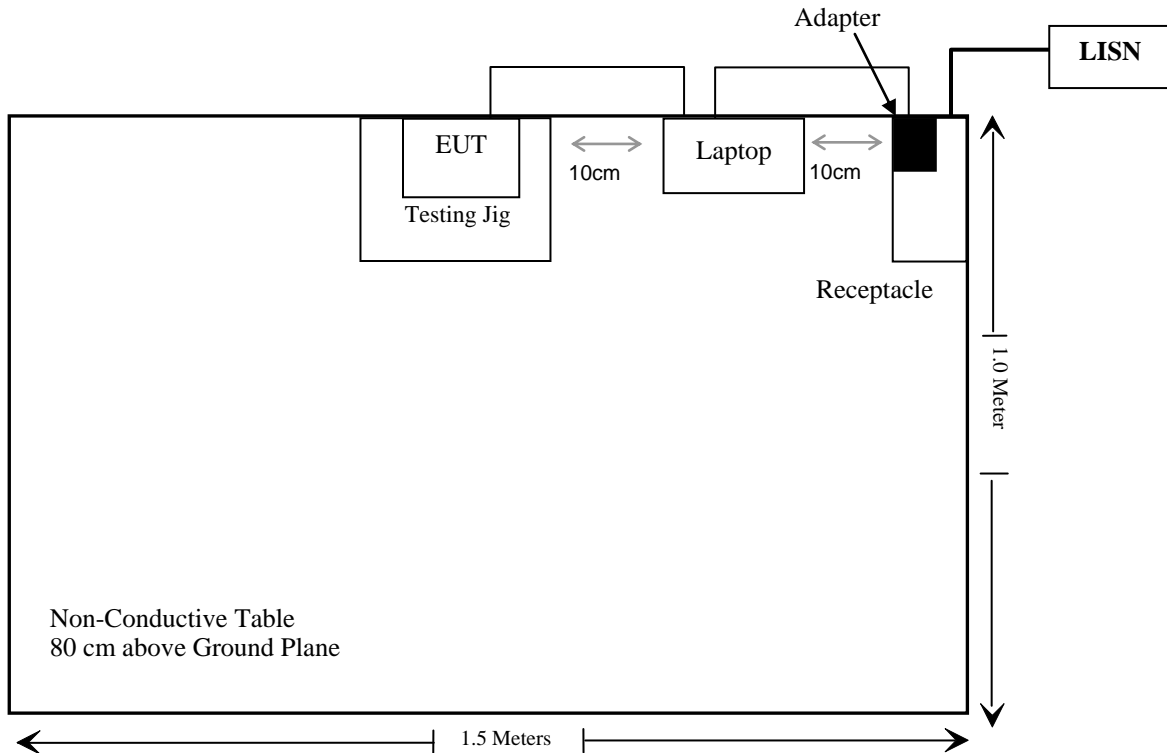 Adapter
LISN
EUT
Laptop
10cm
10cm
Testing Jig
Receptacle
1.0 Meter
Non-Conductive Table
80 cm above Ground Plane
1.5 Meters